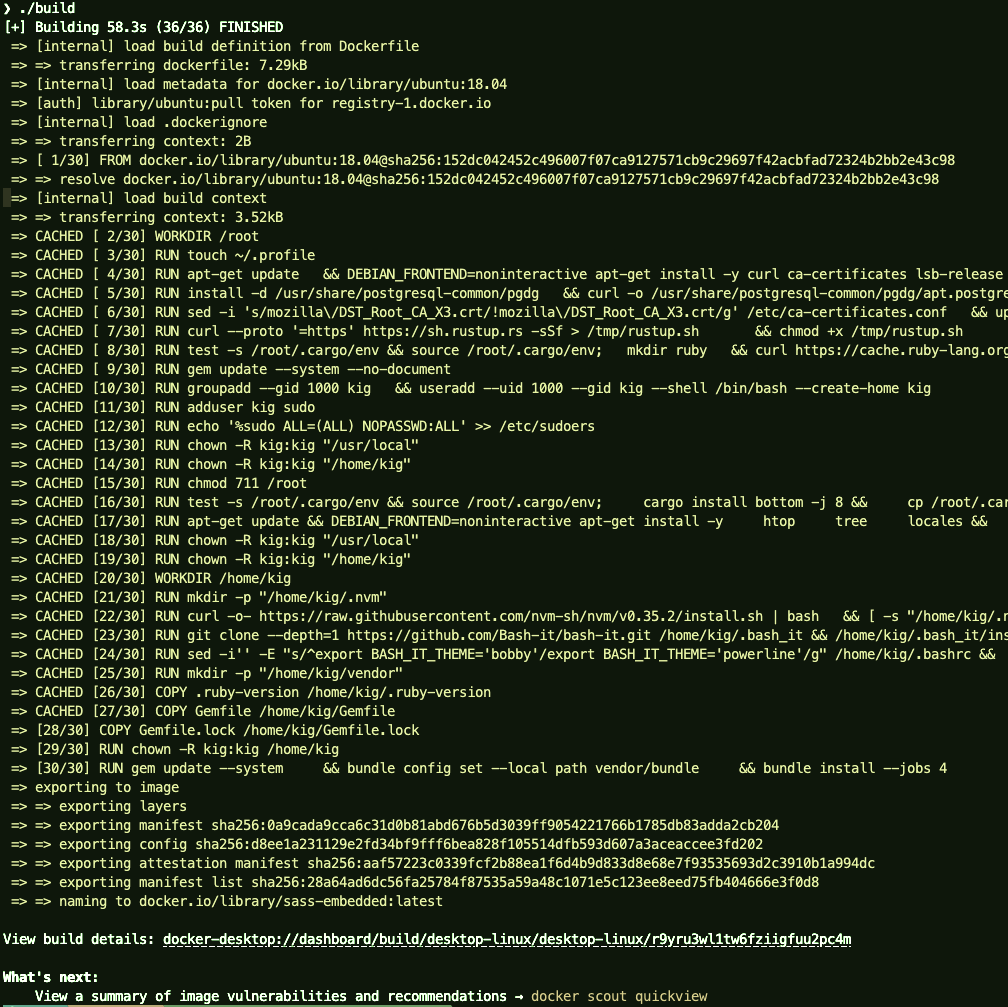 ❯ ./build
[+] Building 58.3s (36/36) FINISHED
=> [internal] load build definition from Dockerfile
=> => transferring dockerfile: 7.29kB
=> [internal] load metadata for docker.io/library/ubuntu:18.04
=> [auth] library/ubuntu:pull token for registry-1.docker.io
=> [internal] load .dockerignore
=> => transferring context: 2B
=> [ 1/30] FROM docker.io/library/ubuntu:18.04@sha256:152dc042452c496007f07ca9127571cb9c29697f42acbfad72324b2bb2e43c98
=> => resolve docker.io/library/ubuntu:18.04@sha256:152dc042452c496007f07ca9127571cb9c29697f42acbfad72324b2bb2e43c98
=> [internal] load build context
=> => transferring context: 3.52kB
=> CACHED [ 2/30] WORKDIR /root
=> CACHED [ 3/30] RUN touch ~/.profile
=> CACHED [ 4/30] RUN apt-get update   && DEBIAN_FRONTEND=noninteractive apt-get install -y curl ca-certificates lsb-release
=> CACHED [ 5/30] RUN install -d /usr/share/postgresql-common/pgdg   && curl -o /usr/share/postgresql-common/pgdg/apt.postgre
=> CACHED [ 6/30] RUN sed -i 's/mozilla\/DST_Root_CA_X3.crt/!mozilla\/DST_Root_CA_X3.crt/g' /etc/ca-certificates.conf   && up
=> CACHED [ 7/30] RUN curl --proto '=https' https://sh.rustup.rs -sSf > /tmp/rustup.sh       && chmod +x /tmp/rustup.sh
=> CACHED [ 8/30] RUN test -s /root/.cargo/env && source /root/.cargo/env;   mkdir ruby   && curl https://cache.ruby-lang.org
=> CACHED [ 9/30] RUN gem update --system --no-document
=> CACHED [10/30] RUN groupadd --gid 1000 kig   && useradd --uid 1000 --gid kig --shell /bin/bash --create-home kig
=> CACHED [11/30] RUN adduser kig sudo
=> CACHED [12/30] RUN echo '%sudo ALL=(ALL) NOPASSWD:ALL' >> /etc/sudoers
=> CACHED [13/30] RUN chown -R kig:kig "/usr/local"
=> CACHED [14/30] RUN chown -R kig:kig "/home/kig"
=> CACHED [15/30] RUN chmod 711 /root
=> CACHED [16/30] RUN test -s /root/.cargo/env && source /root/.cargo/env;     cargo install bottom -j 8 &&     cp /root/.car
=> CACHED [17/30] RUN apt-get update && DEBIAN_FRONTEND=noninteractive apt-get install -y     htop     tree     locales &&
=> CACHED [18/30] RUN chown -R kig:kig "/usr/local"
=> CACHED [19/30] RUN chown -R kig:kig "/home/kig"
=> CACHED [20/30] WORKDIR /home/kig
=> CACHED [21/30] RUN mkdir -p "/home/kig/.nvm"
=> CACHED [22/30] RUN curl -o- https://raw.githubusercontent.com/nvm-sh/nvm/v0.35.2/install.sh | bash   && [ -s "/home/kig/.n
=> CACHED [23/30] RUN git clone --depth=1 https://github.com/Bash-it/bash-it.git /home/kig/.bash_it && /home/kig/.bash_it/ins
=> CACHED [24/30] RUN sed -i'' -E "s/^export BASH_IT_THEME='bobby'/export BASH_IT_THEME='powerline'/g" /home/kig/.bashrc &&
=> CACHED [25/30] RUN mkdir -p "/home/kig/vendor"
=> CACHED [26/30] COPY .ruby-version /home/kig/.ruby-version
=> CACHED [27/30] COPY Gemfile /home/kig/Gemfile
=> [28/30] COPY Gemfile.lock /home/kig/Gemfile.lock
=> [29/30] RUN chown -R kig:kig /home/kig
=> [30/30] RUN gem update --system     && bundle config set --local path vendor/bundle     && bundle install --jobs 4
=> exporting to image
=> => exporting layers
=> => exporting manifest sha256:0a9cada9cca6c31d0b81abd676b5d3039ff9054221766b1785db83adda2cb204
=> => exporting config sha256:d8ee1a231129e2fd34bf9fff6bea828f105514dfb593d607a3aceaccee3fd202
=> => exporting attestation manifest sha256:aaf57223c0339fcf2b88ea1f6d4b9d833d8e68e7f93535693d2c3910b1a994dc
=> => exporting manifest list sha256:28a64ad6dc56fa25784f87535a59a48c1071e5c123ee8eed75fb404666e3f0d8
=> => naming to docker.io/library/sass-embedded:latest
View build details: docker-desktop://dashboard/build/desktop-linux/desktop-linux/r9yru3wl1tw6fziigfuu2pc4m
What's next:
View a summary of image vulnerabilities and recommendations → docker scout quickview